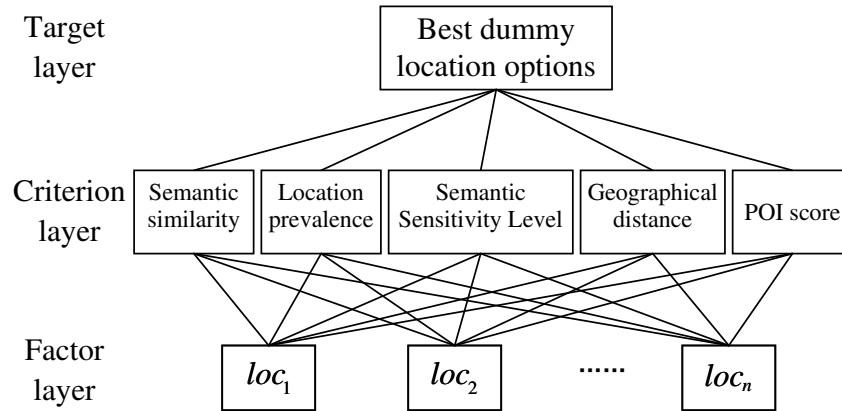 Target
layer
Best dummy
location options
Criterion
layer
Semantic
similarity
Location
prevalence
Semantic
Sensitivity Level
Geographical
distance
POI score
Factor
layer
loc1
loc2
......
locn